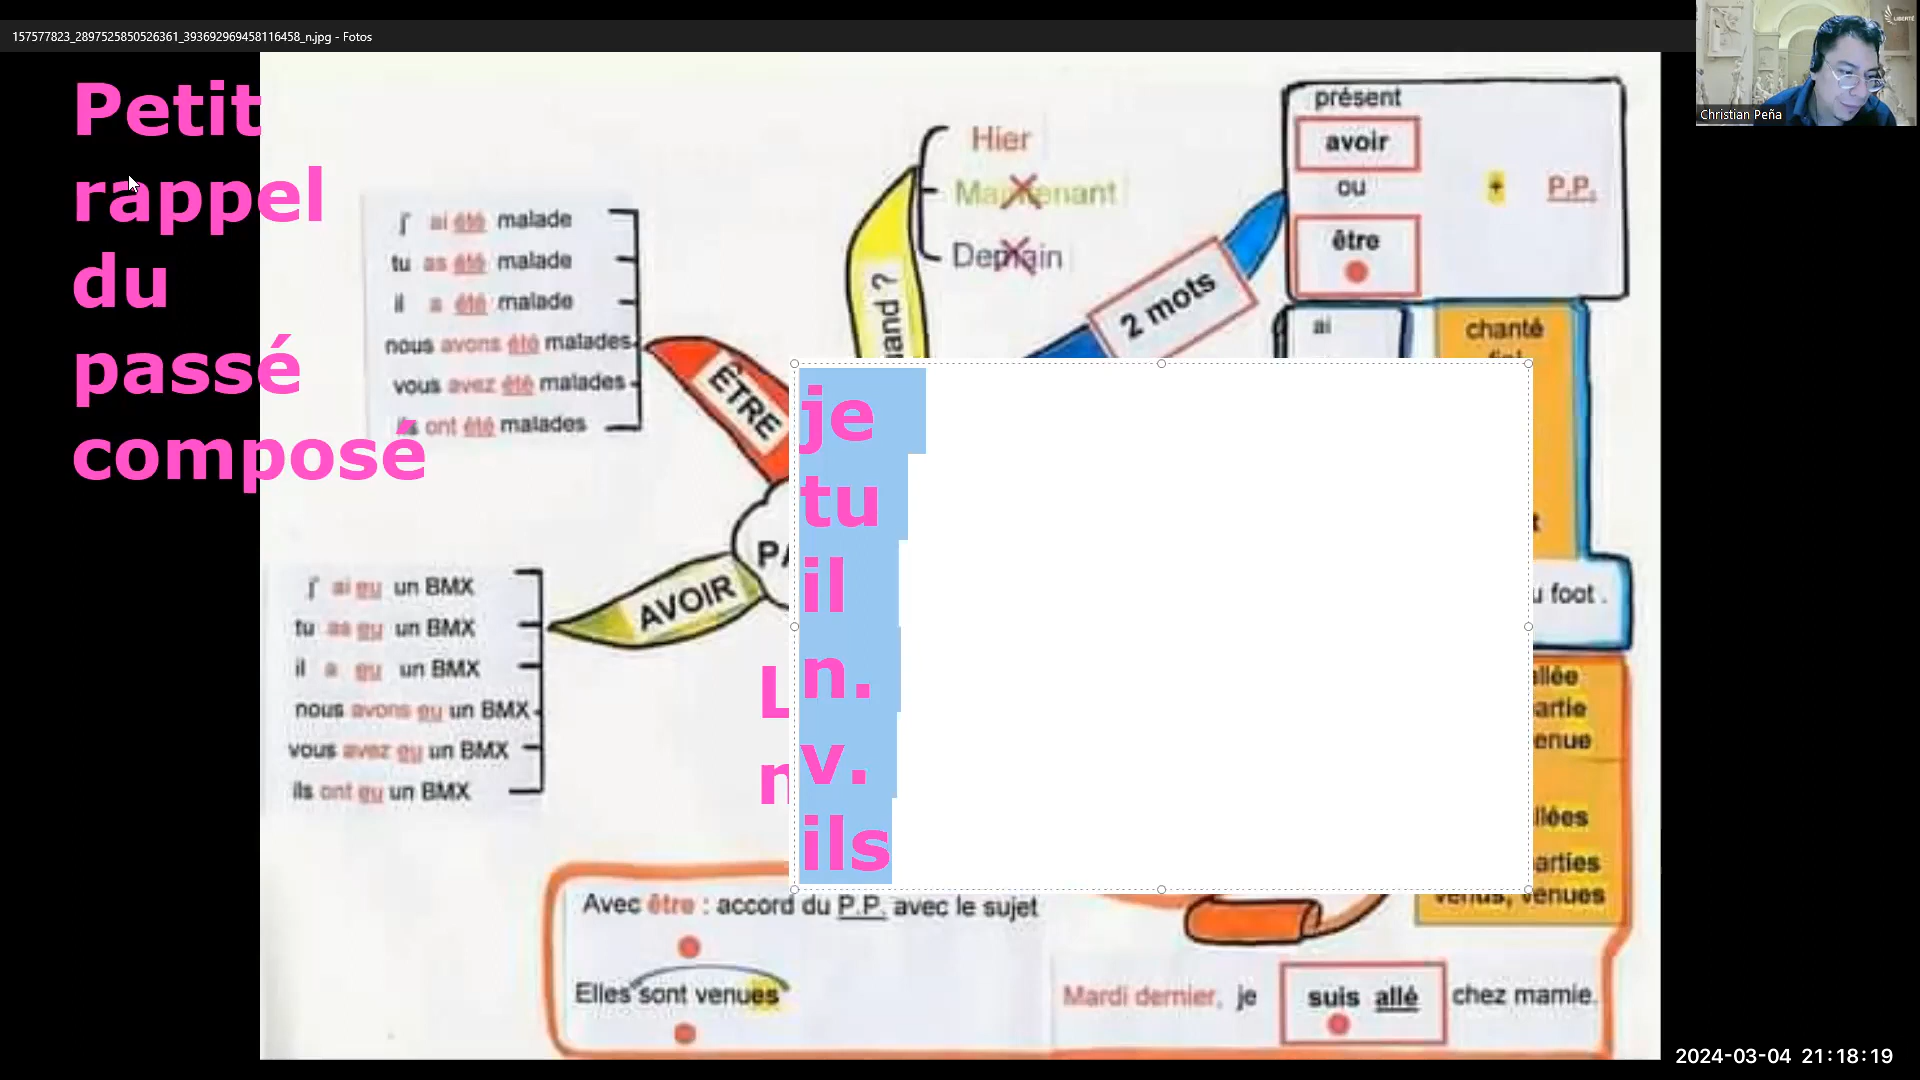 157577823_2897525850526361_393692969458116458_n.jpg - Fotos
LIBERTÉ
Christian Peña
Petit
rappel
du
passé
composé
j' ai été malade
tu as été malade
il a été malade
nous avons été malades
vous avez été malades
ils ont été malades
ÊTRE
Hier
Maintenant
Demain
2 mots
présent
avoir
ou
être
+ P.P.
ai
chanté
je
tu
il
n.
v.
ils
AVOIR
j' ai eu un BMX
tu as eu un BMX
il a eu un BMX
nous avons eu un BMX
vous avez eu un BMX
ils ont eu un BMX
foot .
venus, venues
Avec être : accord du P.P. avec le sujet
Elles sont venues
Mardi dernier, je suis allé chez mamie.
2024-03-04 21:18:19